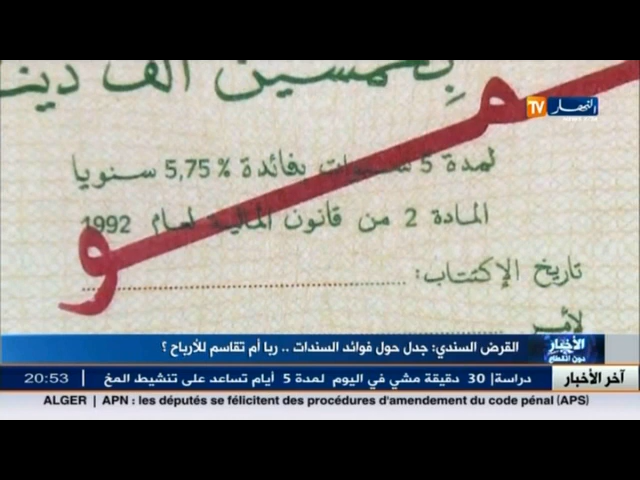 بخمسين ألف دينا
النهار TV
لمدة 5 سنوات بفائدة 5,75% سنويا
المادة 2 من قانون المالية لعام 1992
تاريخ الإكتتاب:
لأمر
القرض السندي: جدل حول فوائد السندات .. ربا أم تقاسم للأرباح ؟
الأخبار
دون انقطاع
آخر الأخبار
دراسة| 30 دقيقة مشي في اليوم لمدة 5 أيام تساعد على تنشيط المخ
20:53
ALGER | APN : les députés se félicitent des procédures d'amendement du code pénal (APS)